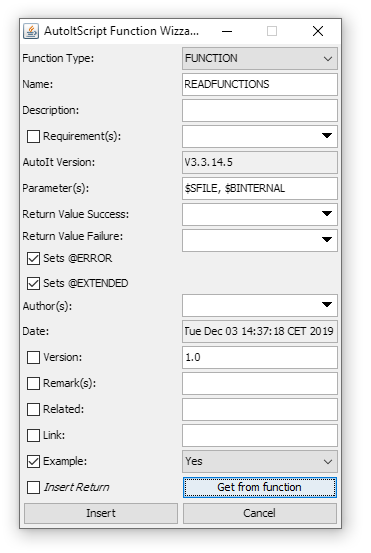 AutoItScript Function Wizza...
Function Type: FUNCTION
Name: READFUNCTIONS
Description:
Requirement(s):
AutoIt Version: V3.3.14.5
Parameter(s): $SFILE, $BINTERNAL
Return Value Success:
Return Value Failure:
Sets @ERROR
Sets @EXTENDED
Author(s):
Date: Tue Dec 03 14:37:18 CET 2019
Version: 1.0
Remark(s):
Related:
Link:
Example: Yes
Insert Return Get from function
Insert Cancel